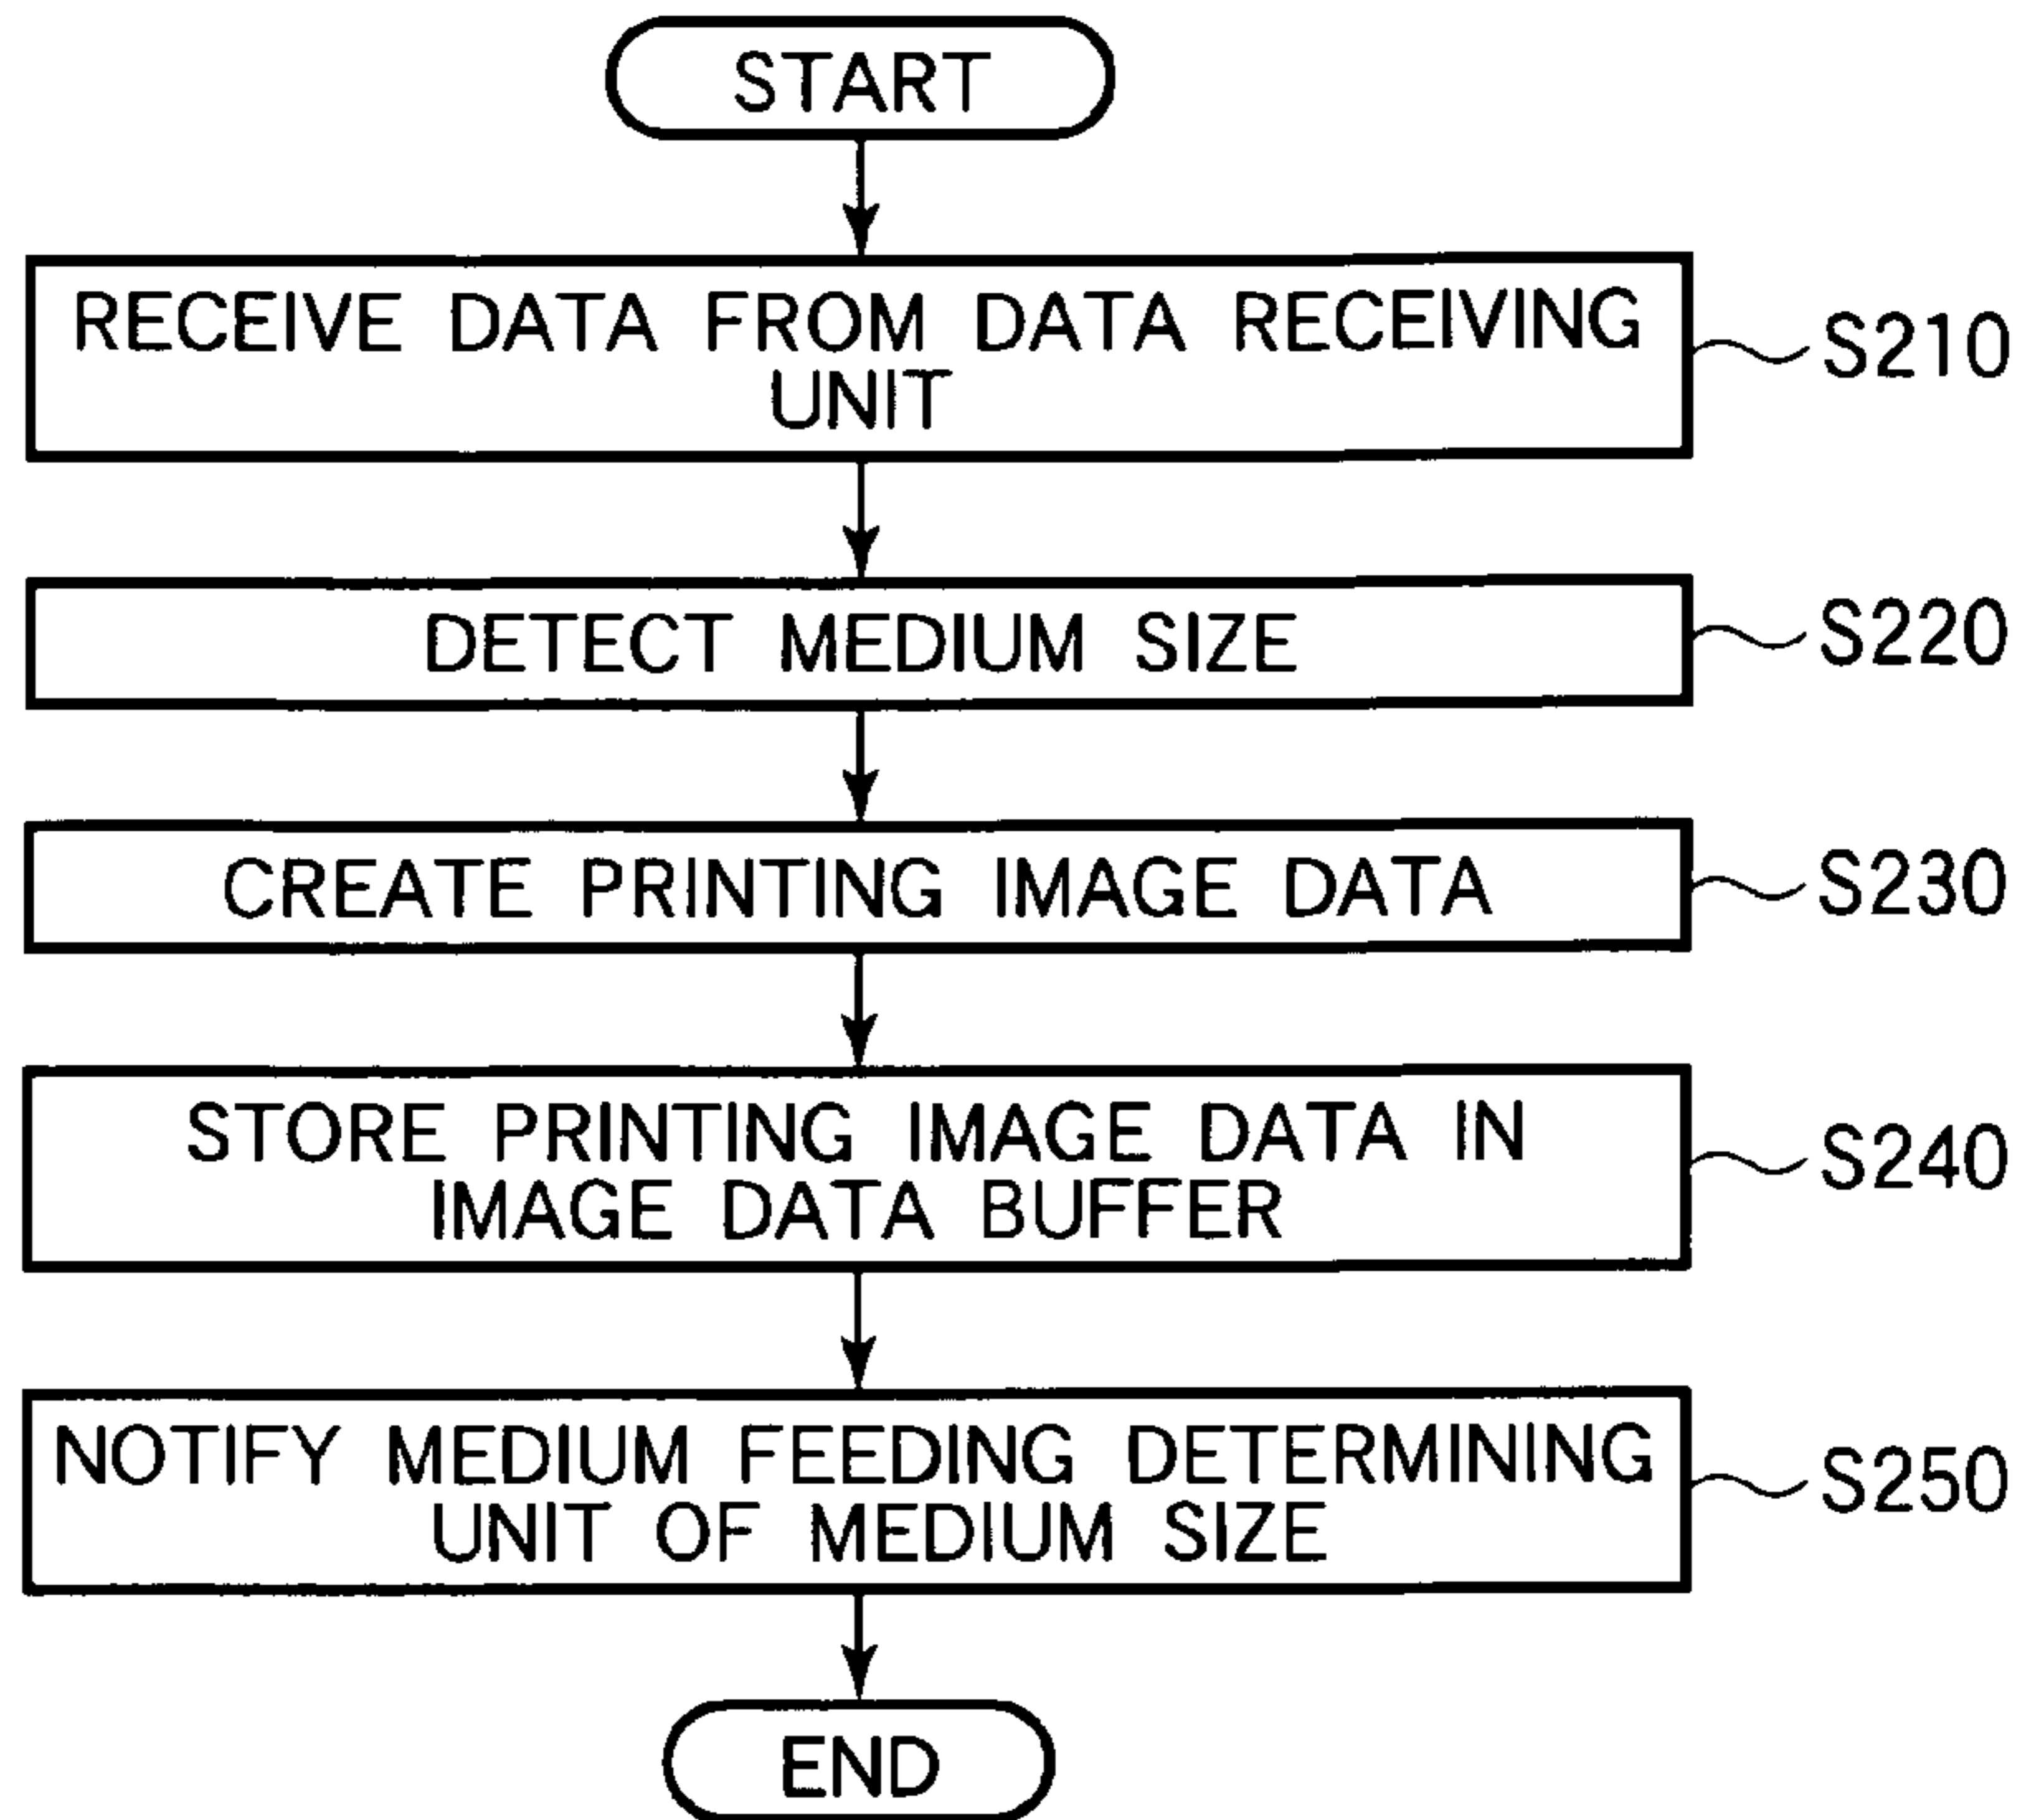 START
RECEIVE DATA FROM DATA RECEIVING
UNIT
S210
DETECT MEDIUM SIZE
S220
CREATE PRINTING IMAGE DATA
S230
STORE PRINTING IMAGE DATA IN
IMAGE DATA BUFFER
S240
NOTIFY MEDIUM FEEDING DETERMINING
UNIT OF MEDIUM SIZE
S250
END